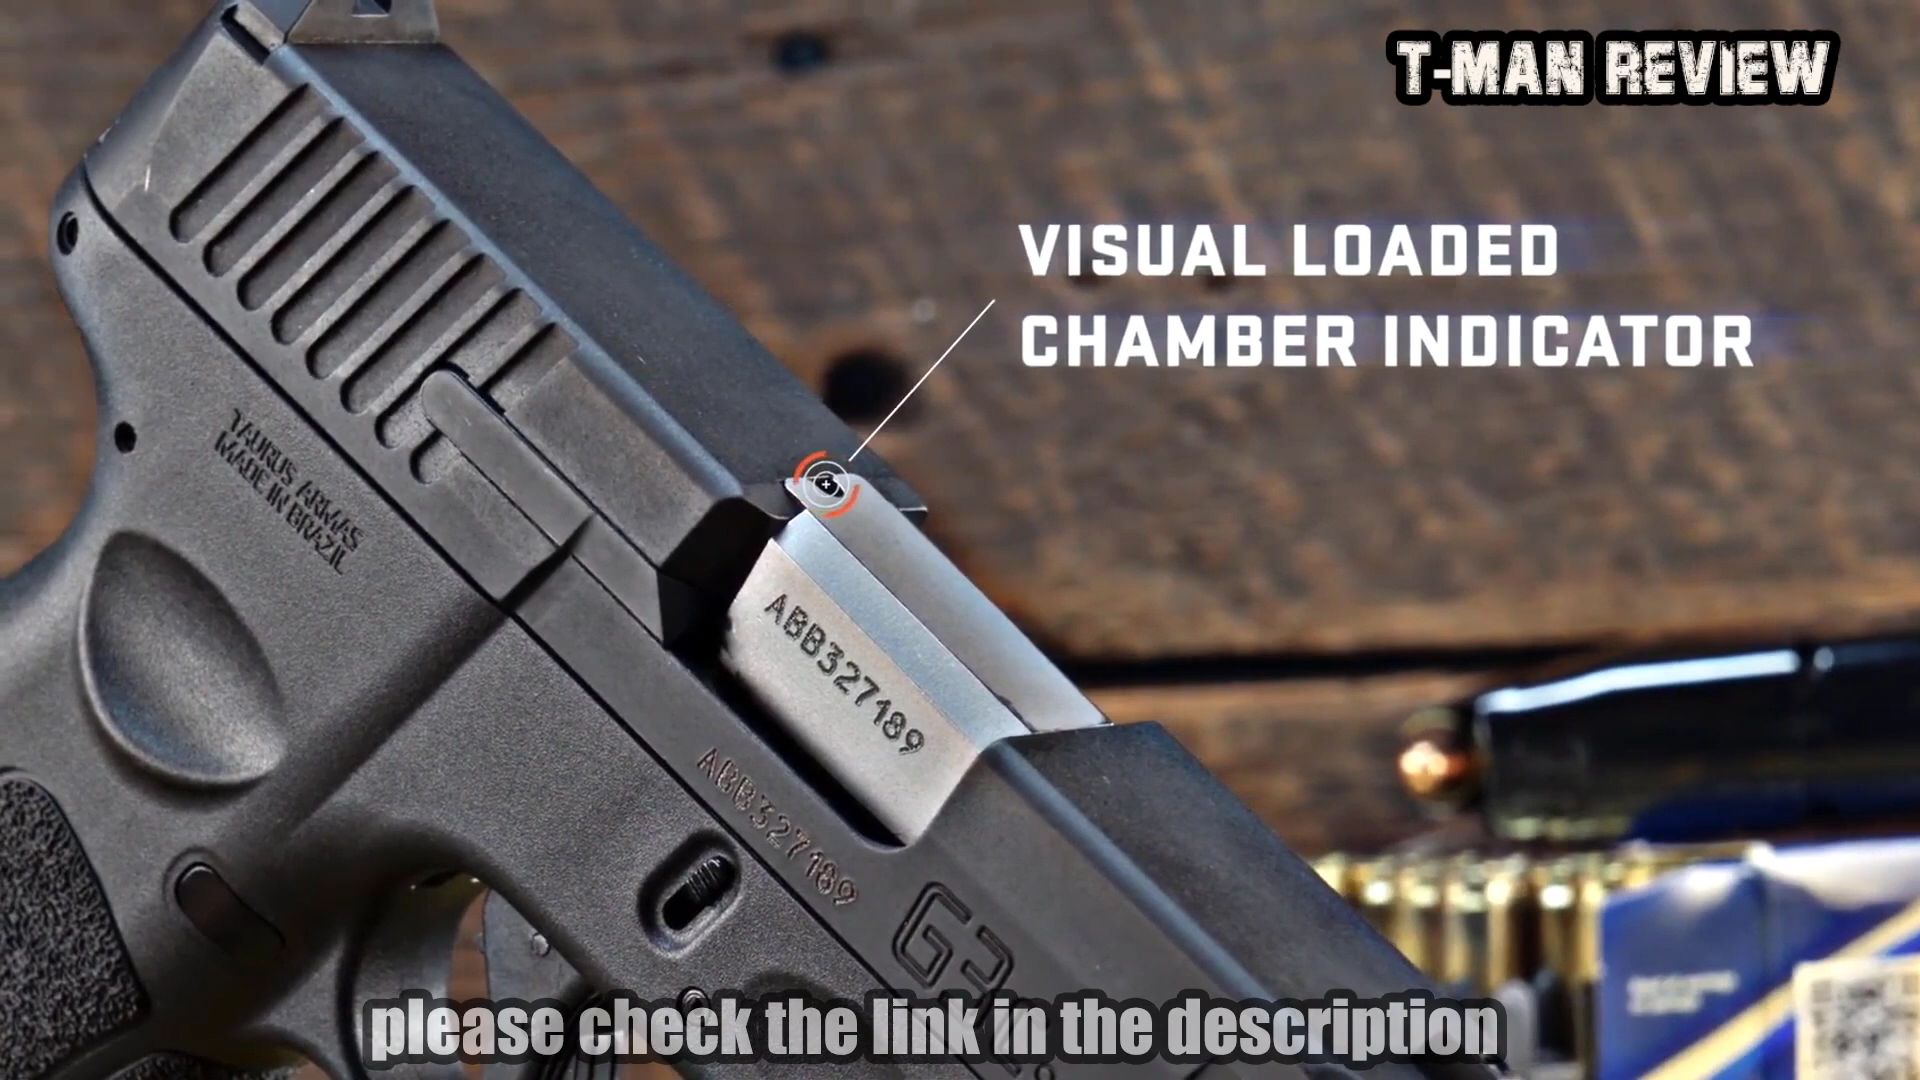 T-MAN REVIEW
VISUAL LOADED
CHAMBER INDICATOR
TAURUS ARMAS
MADE IN BRAZIL
ABB327189
ABB327189
please check the link in the description